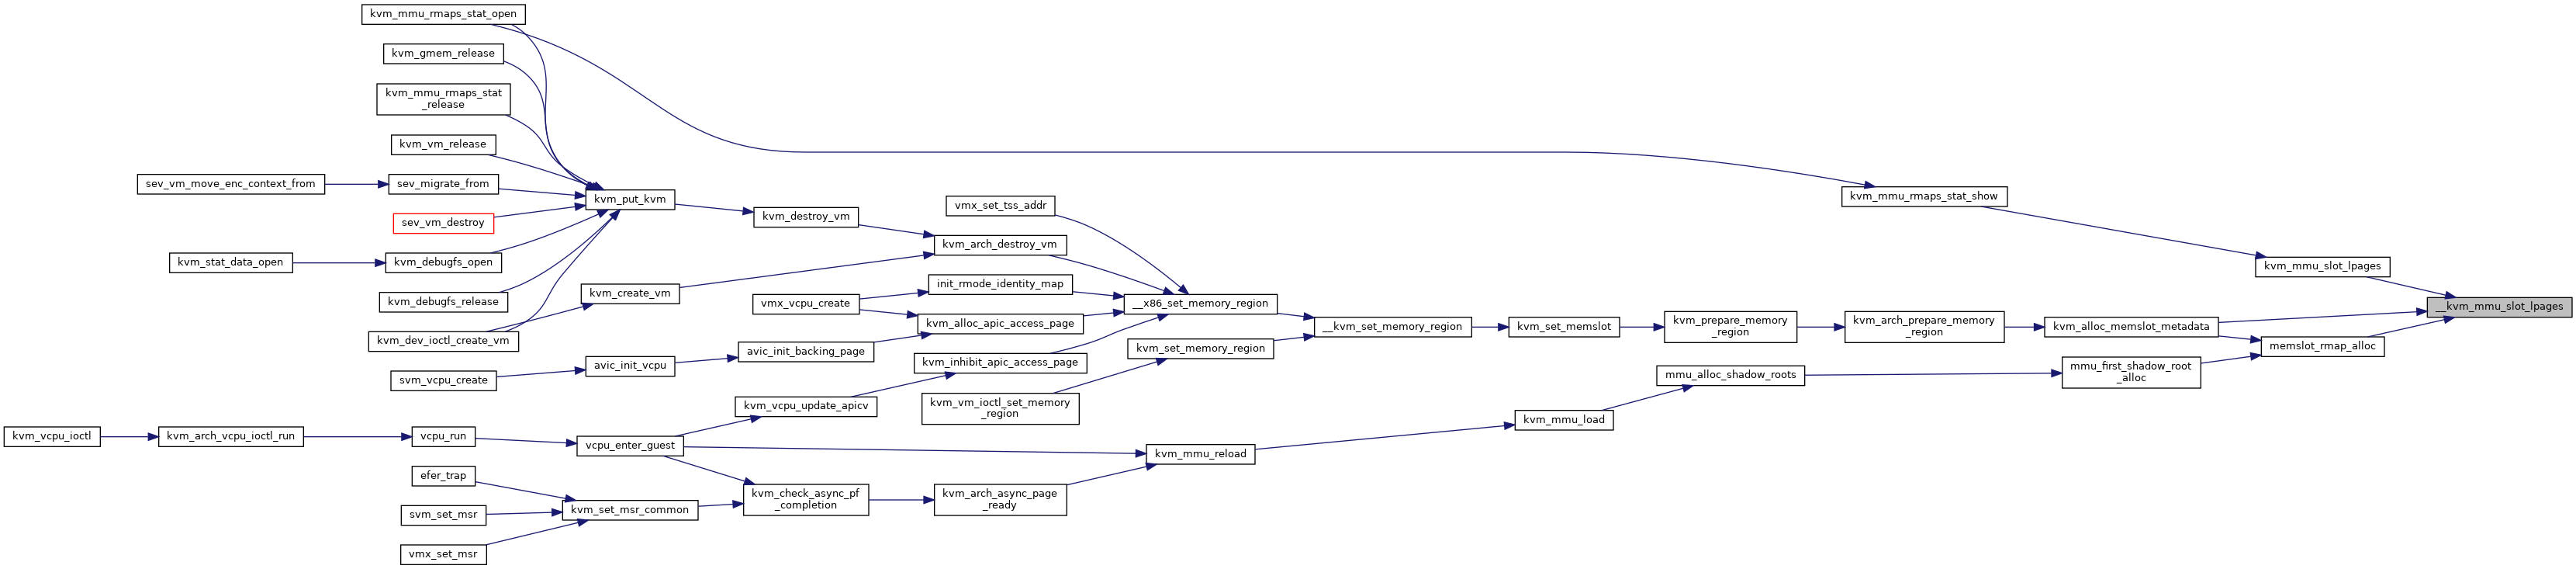 kvm_mmu_rmaps_stat_open
kvm_gmem_release
kvm_mmu_rmaps_stat
_release
kvm_vm_release
sev_vm_move_enc_context_from
sev_migrate_from
kvm_put_kvm
sev_vm_destroy
kvm_stat_data_open
kvm_debugfs_open
kvm_debugfs_release
kvm_create_vm
kvm_dev_ioctl_create_vm
svm_vcpu_create
avic_init_vcpu
kvm_destroy_vm
vmx_vcpu_create
avic_init_backing_page
kvm_vcpu_update_apicv
vmx_set_tss_addr
kvm_arch_destroy_vm
init_rmode_identity_map
kvm_alloc_apic_access_page
kvm_inhibit_apic_access_page
kvm_vm_ioctl_set_memory
_region
__x86_set_memory_region
kvm_set_memory_region
__kvm_set_memory_region
kvm_set_memslot
kvm_prepare_memory
_region
kvm_arch_prepare_memory
_region
kvm_alloc_memslot_metadata
kvm_mmu_rmaps_stat_show
kvm_mmu_slot_lpages
__kvm_mmu_slot_lpages
memslot_rmap_alloc
mmu_first_shadow_root
_alloc
mmu_alloc_shadow_roots
kvm_mmu_load
kvm_mmu_reload
kvm_vcpu_ioctl
kvm_arch_vcpu_ioctl_run
vcpu_run
vcpu_enter_guest
efer_trap
svm_set_msr
vmx_set_msr
kvm_set_msr_common
kvm_check_async_pf
_completion
kvm_arch_async_page
_ready